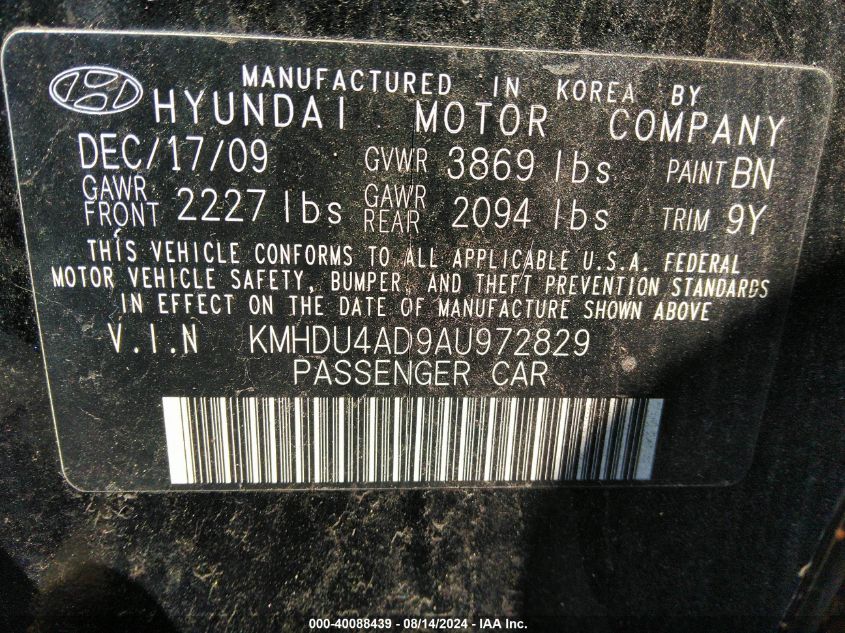 MANUFACTURED IN KOREA BY
HYUNDAI MOTOR COMPANY
DEC/17/09 GVWR 3869 lbs PAINT BN
GAWR FRONT 2227 lbs GAWR REAR 2094 lbs TRIM 9Y
THIS VEHICLE CONFORMS TO ALL APPLICABLE U.S.A. FEDERAL
MOTOR VEHICLE SAFETY, BUMPER, AND THEFT PREVENTION STANDARDS
IN EFFECT ON THE DATE OF MANUFACTURE SHOWN ABOVE
V.I.N KMHDU4AD9AU972829
PASSENGER CAR
000-40088439 - 08/14/2024 - IAA Inc.